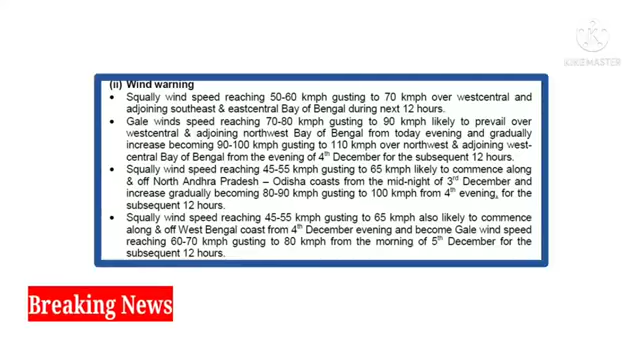 KINEMASTER
(ii) Wind warning
• Squally wind speed reaching 50-60 kmph gusting to 70 kmph over westcentral and
adjoining southeast & eastcentral Bay of Bengal during next 12 hours.
• Gale winds speed reaching 70-80 kmph gusting to 90 kmph likely to prevail over
westcentral & adjoining northwest Bay of Bengal from today evening and gradually
increase becoming 90-100 kmph gusting to 110 kmph over northwest & adjoining west-
central Bay of Bengal from the evening of 4th December for the subsequent 12 hours.
• Squally wind speed reaching 45-55 kmph gusting to 65 kmph likely to commence along
& off North Andhra Pradesh – Odisha coasts from the mid-night of 3rd December and
increase gradually becoming 80-90 kmph gusting to 100 kmph from 4th evening, for
the subsequent 12 hours.
• Squally wind speed reaching 45-55 kmph gusting to 65 kmph also likely to commence
along & off West Bengal coast from 4th December evening and become Gale wind speed
reaching 60-70 kmph gusting to 80 kmph from the morning of 5th December for the
subsequent 12 hours.
Breaking News